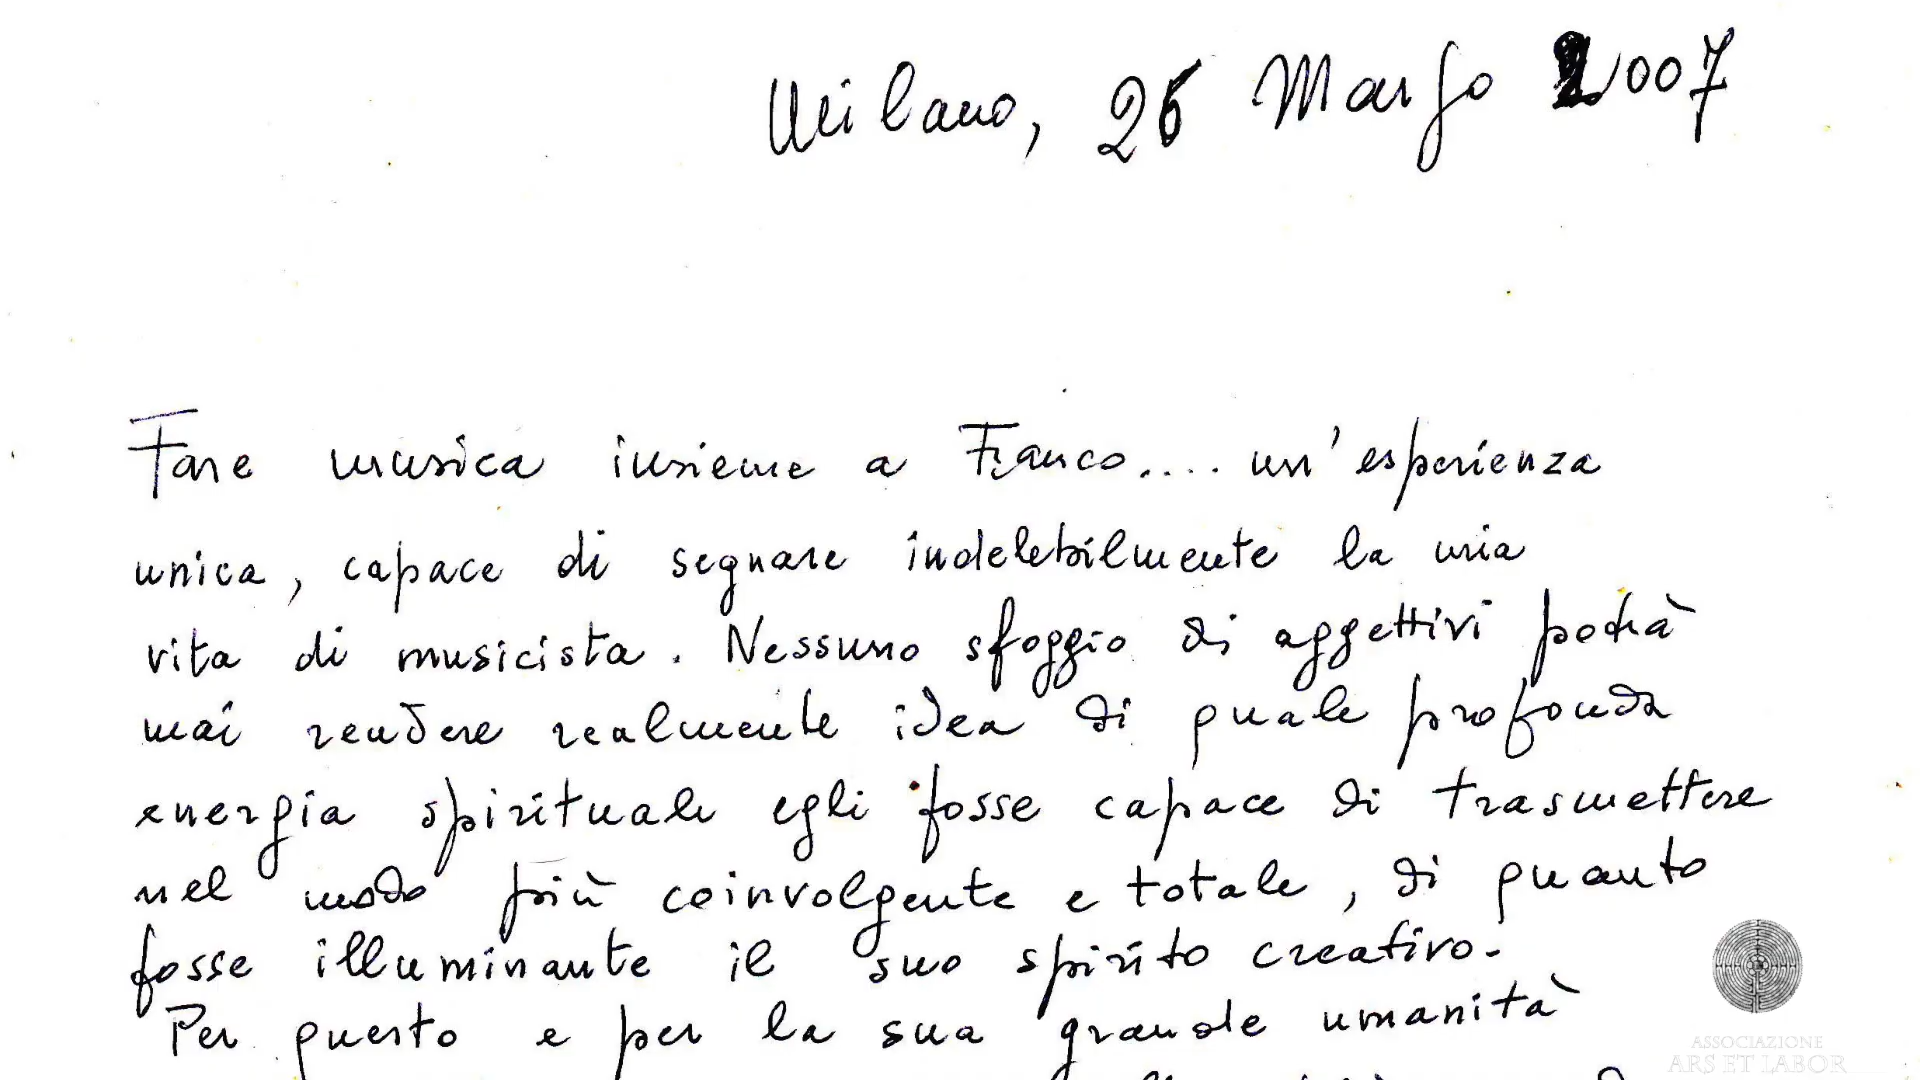 Milano, 26 Marzo 2007
Fare musica insieme a Franco.... un'esperienza
unica, capace di segnare indelebilmente la mia
vita di musicista. Nessuno sfoggio di aggettivi potrà
mai rendere realmente idea di quale profonda
energia spirituale egli fosse capace di trasmettere
nel modo più coinvolgente e totale, di quanto
fosse illuminante il suo spirito creativo.
Per questo e per la sua grande umanità
ASSOCIAZIONE
ARS ET LABOR